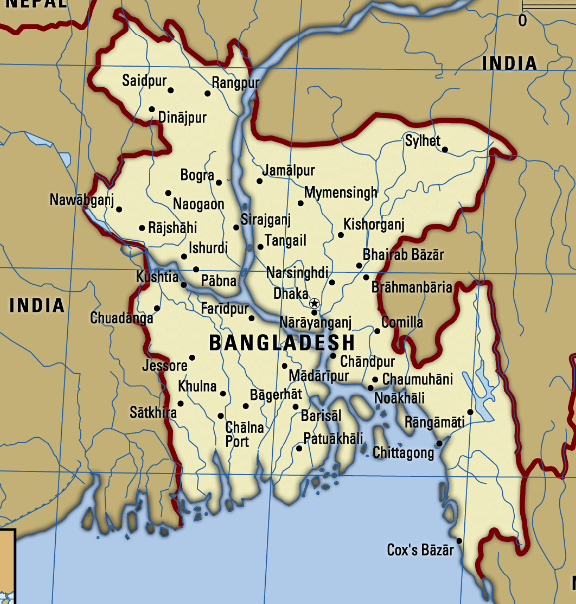 NEPAL
0
INDIA
Saidpur
Rangpur
Dinājpur
Sylhet
Bogra
Jamālpur
Mymensingh
Nawābganj
Naogaon
Rājshāhi
Sirajganj
Kishorganj
Ishurdi
Tangail
Bhairab Bāzār
Kushtia
Pābna
Narsinghdi
Brāhmanbāria
INDIA
Dhaka
Chuadanga
Farīdpur
Nārāyanganj
Comilla
BANGLADESH
Jessore
Chāndpur
Mādārīpur
Chaumuhāni
Khulna
Bāgerhāt
Noākhāli
Sātkhira
Barisāl
Chālna
Port
Rāngāmāti
Patuākhāli
Chittagong
Cox's Bāzār